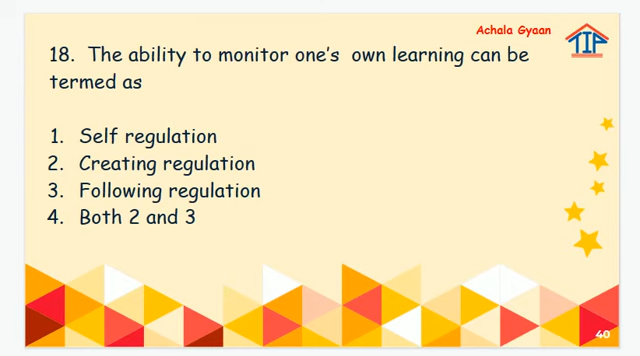 Achala Gyaan
TIP
18. The ability to monitor one's own learning can be
termed as
1. Self regulation
2. Creating regulation
3. Following regulation
4. Both 2 and 3
40